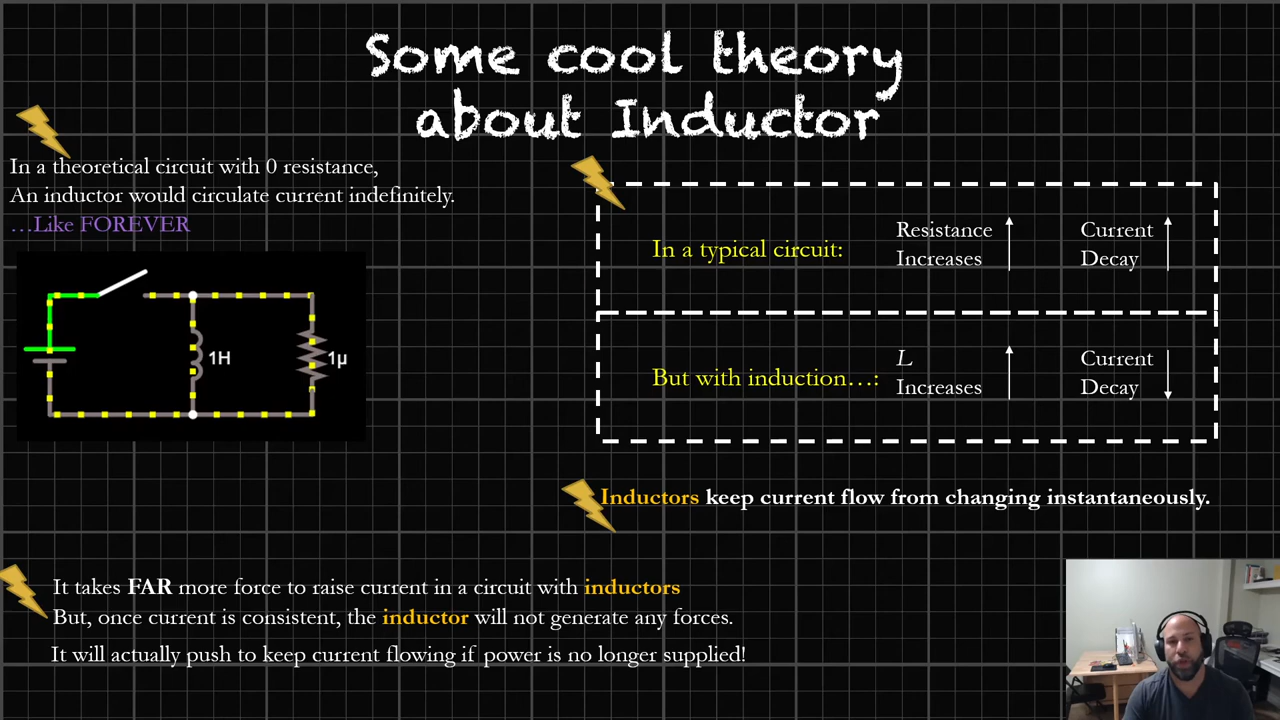 Some cool theory
about Inductor
In a theoretical circuit with 0 resistance,
An inductor would circulate current indefinitely.
…Like FOREVER
1H
1µ
In a typical circuit:
Resistance
Increases
Current
Decay
But with induction…:
L
Increases
Current
Decay
Inductors keep current flow from changing instantaneously.
It takes FAR more force to raise current in a circuit with inductors
But, once current is consistent, the inductor will not generate any forces.
It will actually push to keep current flowing if power is no longer supplied!